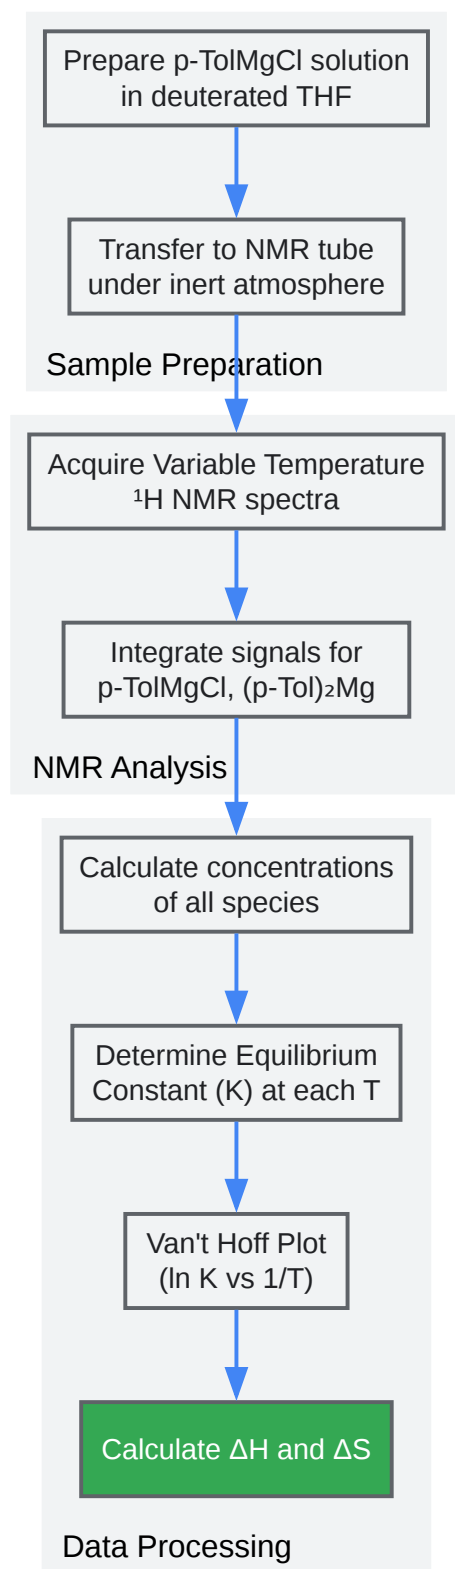 Prepare p-TolMgCl solution
in deuterated THF
Transfer to NMR tube
under inert atmosphere
Sample Preparation
Acquire Variable Temperature
¹H NMR spectra
Integrate signals for
p-TolMgCl, (p-Tol)₂Mg
NMR Analysis
Calculate concentrations
of all species
Determine Equilibrium
Constant (K) at each T
Van't Hoff Plot
(ln K vs 1/T)
Calculate ΔH and ΔS
Data Processing